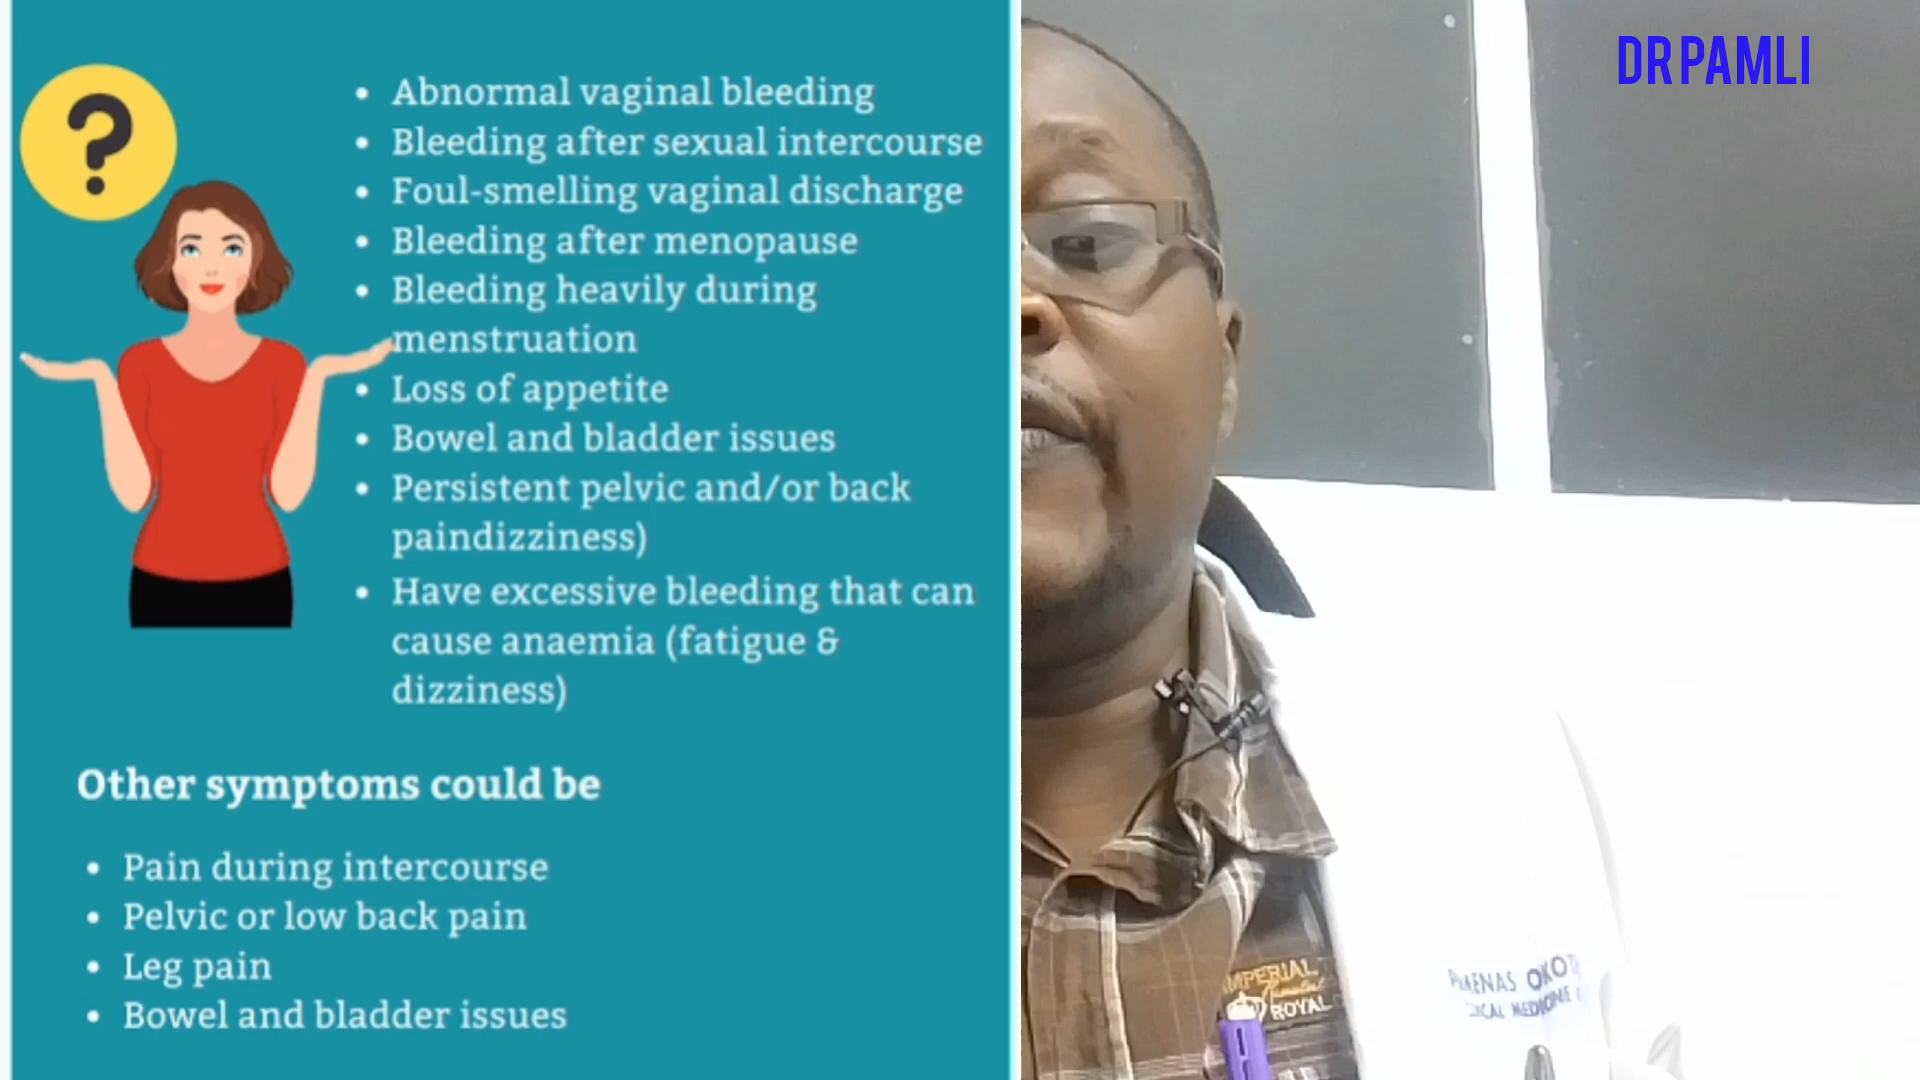 ?
Abnormal vaginal bleeding
Bleeding after sexual intercourse
Foul-smelling vaginal discharge
Bleeding after menopause
Bleeding heavily during
menstruation
Loss of appetite
Bowel and bladder issues
Persistent pelvic and/or back
paindizziness)
Have excessive bleeding that can
cause anaemia (fatigue &
dizziness)
Other symptoms could be
Pain during intercourse
Pelvic or low back pain
Leg pain
Bowel and bladder issues
DR PAMLI
IMPERIAL
ROYAL